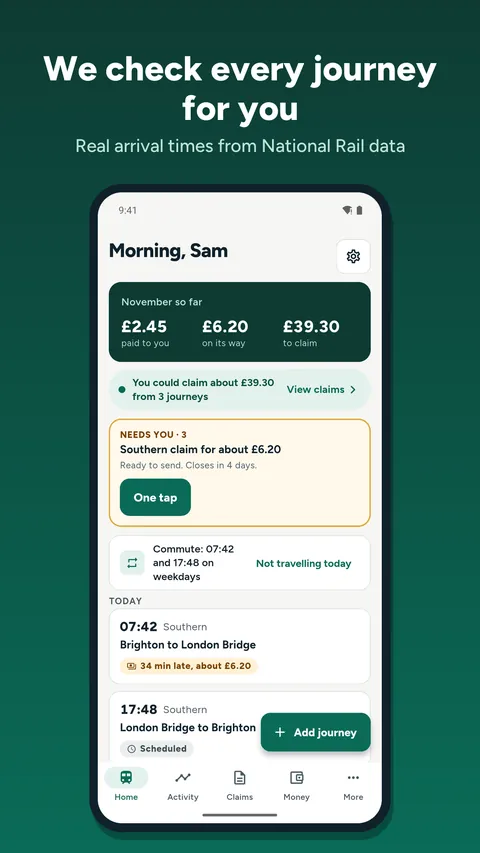 We check every journey
for you
Real arrival times from National Rail data
9:41
Morning, Sam
November so far
£2.45 £6.20 £39.30
paid to you on its way to claim
You could claim about £39.30
from 3 journeys
View claims
NEEDS YOU · 3
Southern claim for about £6.20
Ready to send. Closes in 4 days.
One tap
Commute: 07:42
and 17:48 on
weekdays
Not travelling today
TODAY
07:42 Southern
Brighton to London Bridge
34 min late, about £6.20
17:48 Southern
London Bridge to Brighton
Scheduled
+ Add journey
Home Activity Claims Money More